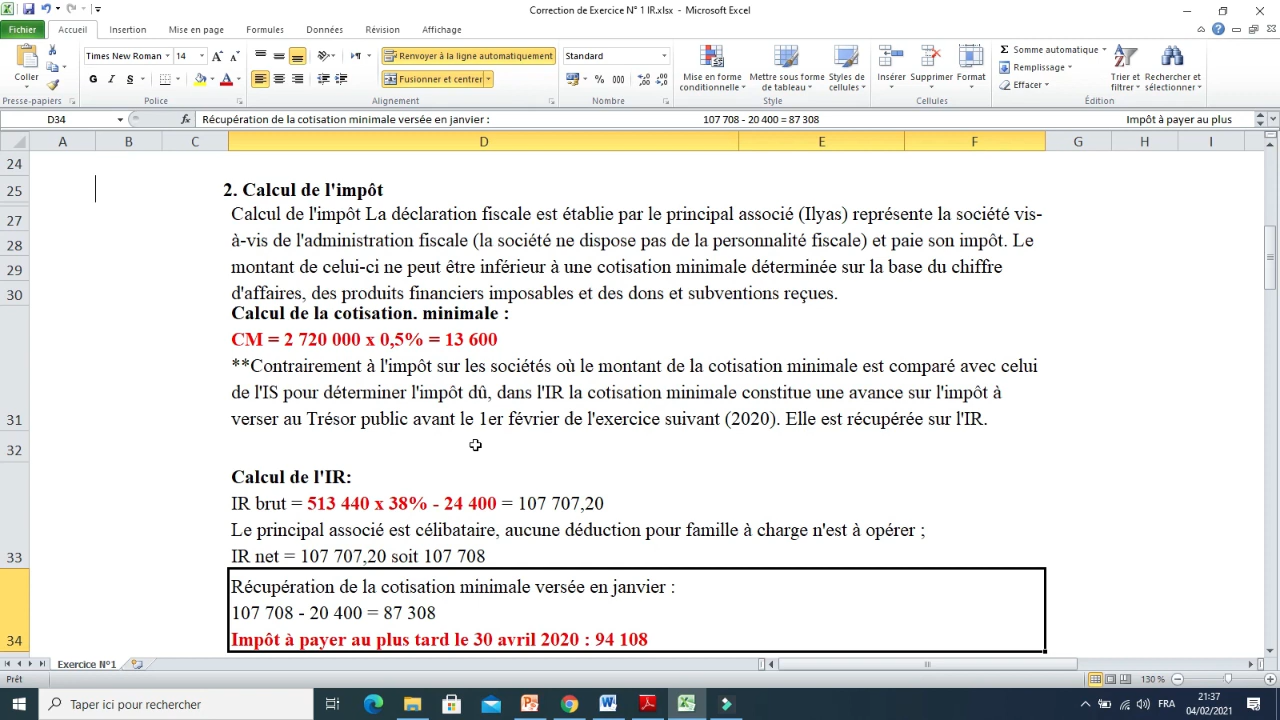 Correction de Exercice N° 1 IR.xlsx - Microsoft Excel
Fichier Accueil Insertion Mise en page Formules Données Révision Affichage
Times New Roman 14 Renvoyer à la ligne automatiquement Standard Somme automatique
Coller Mise en forme Mettre sous forme Styles de Insérer Supprimer Format Remplissage Trier et Rechercher et
G I S Fusionner et centrer % 000 conditionnelle de tableau cellules Effacer filtrer sélectionner
Presse-papiers Police Alignement Nombre Style Cellules Édition
D34 fx Récupération de la cotisation minimale versée en janvier : 107 708 - 20 400 = 87 308 Impôt à payer au plus
A B C D E F G H I
24
25 2. Calcul de l'impôt
27 Calcul de l'impôt La déclaration fiscale est établie par le principal associé (Ilyas) représente la société vis-
28 à-vis de l'administration fiscale (la société ne dispose pas de la personnalité fiscale) et paie son impôt. Le
29 montant de celui-ci ne peut être inférieur à une cotisation minimale déterminée sur la base du chiffre
30 d'affaires, des produits financiers imposables et des dons et subventions reçues.
Calcul de la cotisation. minimale :
CM = 2 720 000 x 0,5% = 13 600
**Contrairement à l'impôt sur les sociétés où le montant de la cotisation minimale est comparé avec celui
de l'IS pour déterminer l'impôt dû, dans l'IR la cotisation minimale constitue une avance sur l'impôt à
31 verser au Trésor public avant le 1er février de l'exercice suivant (2020). Elle est récupérée sur l'IR.
32
Calcul de l'IR:
IR brut = 513 440 x 38% - 24 400 = 107 707,20
Le principal associé est célibataire, aucune déduction pour famille à charge n'est à opérer ;
33 IR net = 107 707,20 soit 107 708
Récupération de la cotisation minimale versée en janvier :
107 708 - 20 400 = 87 308
34 Impôt à payer au plus tard le 30 avril 2020 : 94 108
Exercice N°1
Prêt 130 %
Taper ici pour rechercher FRA 21:37
04/02/2021